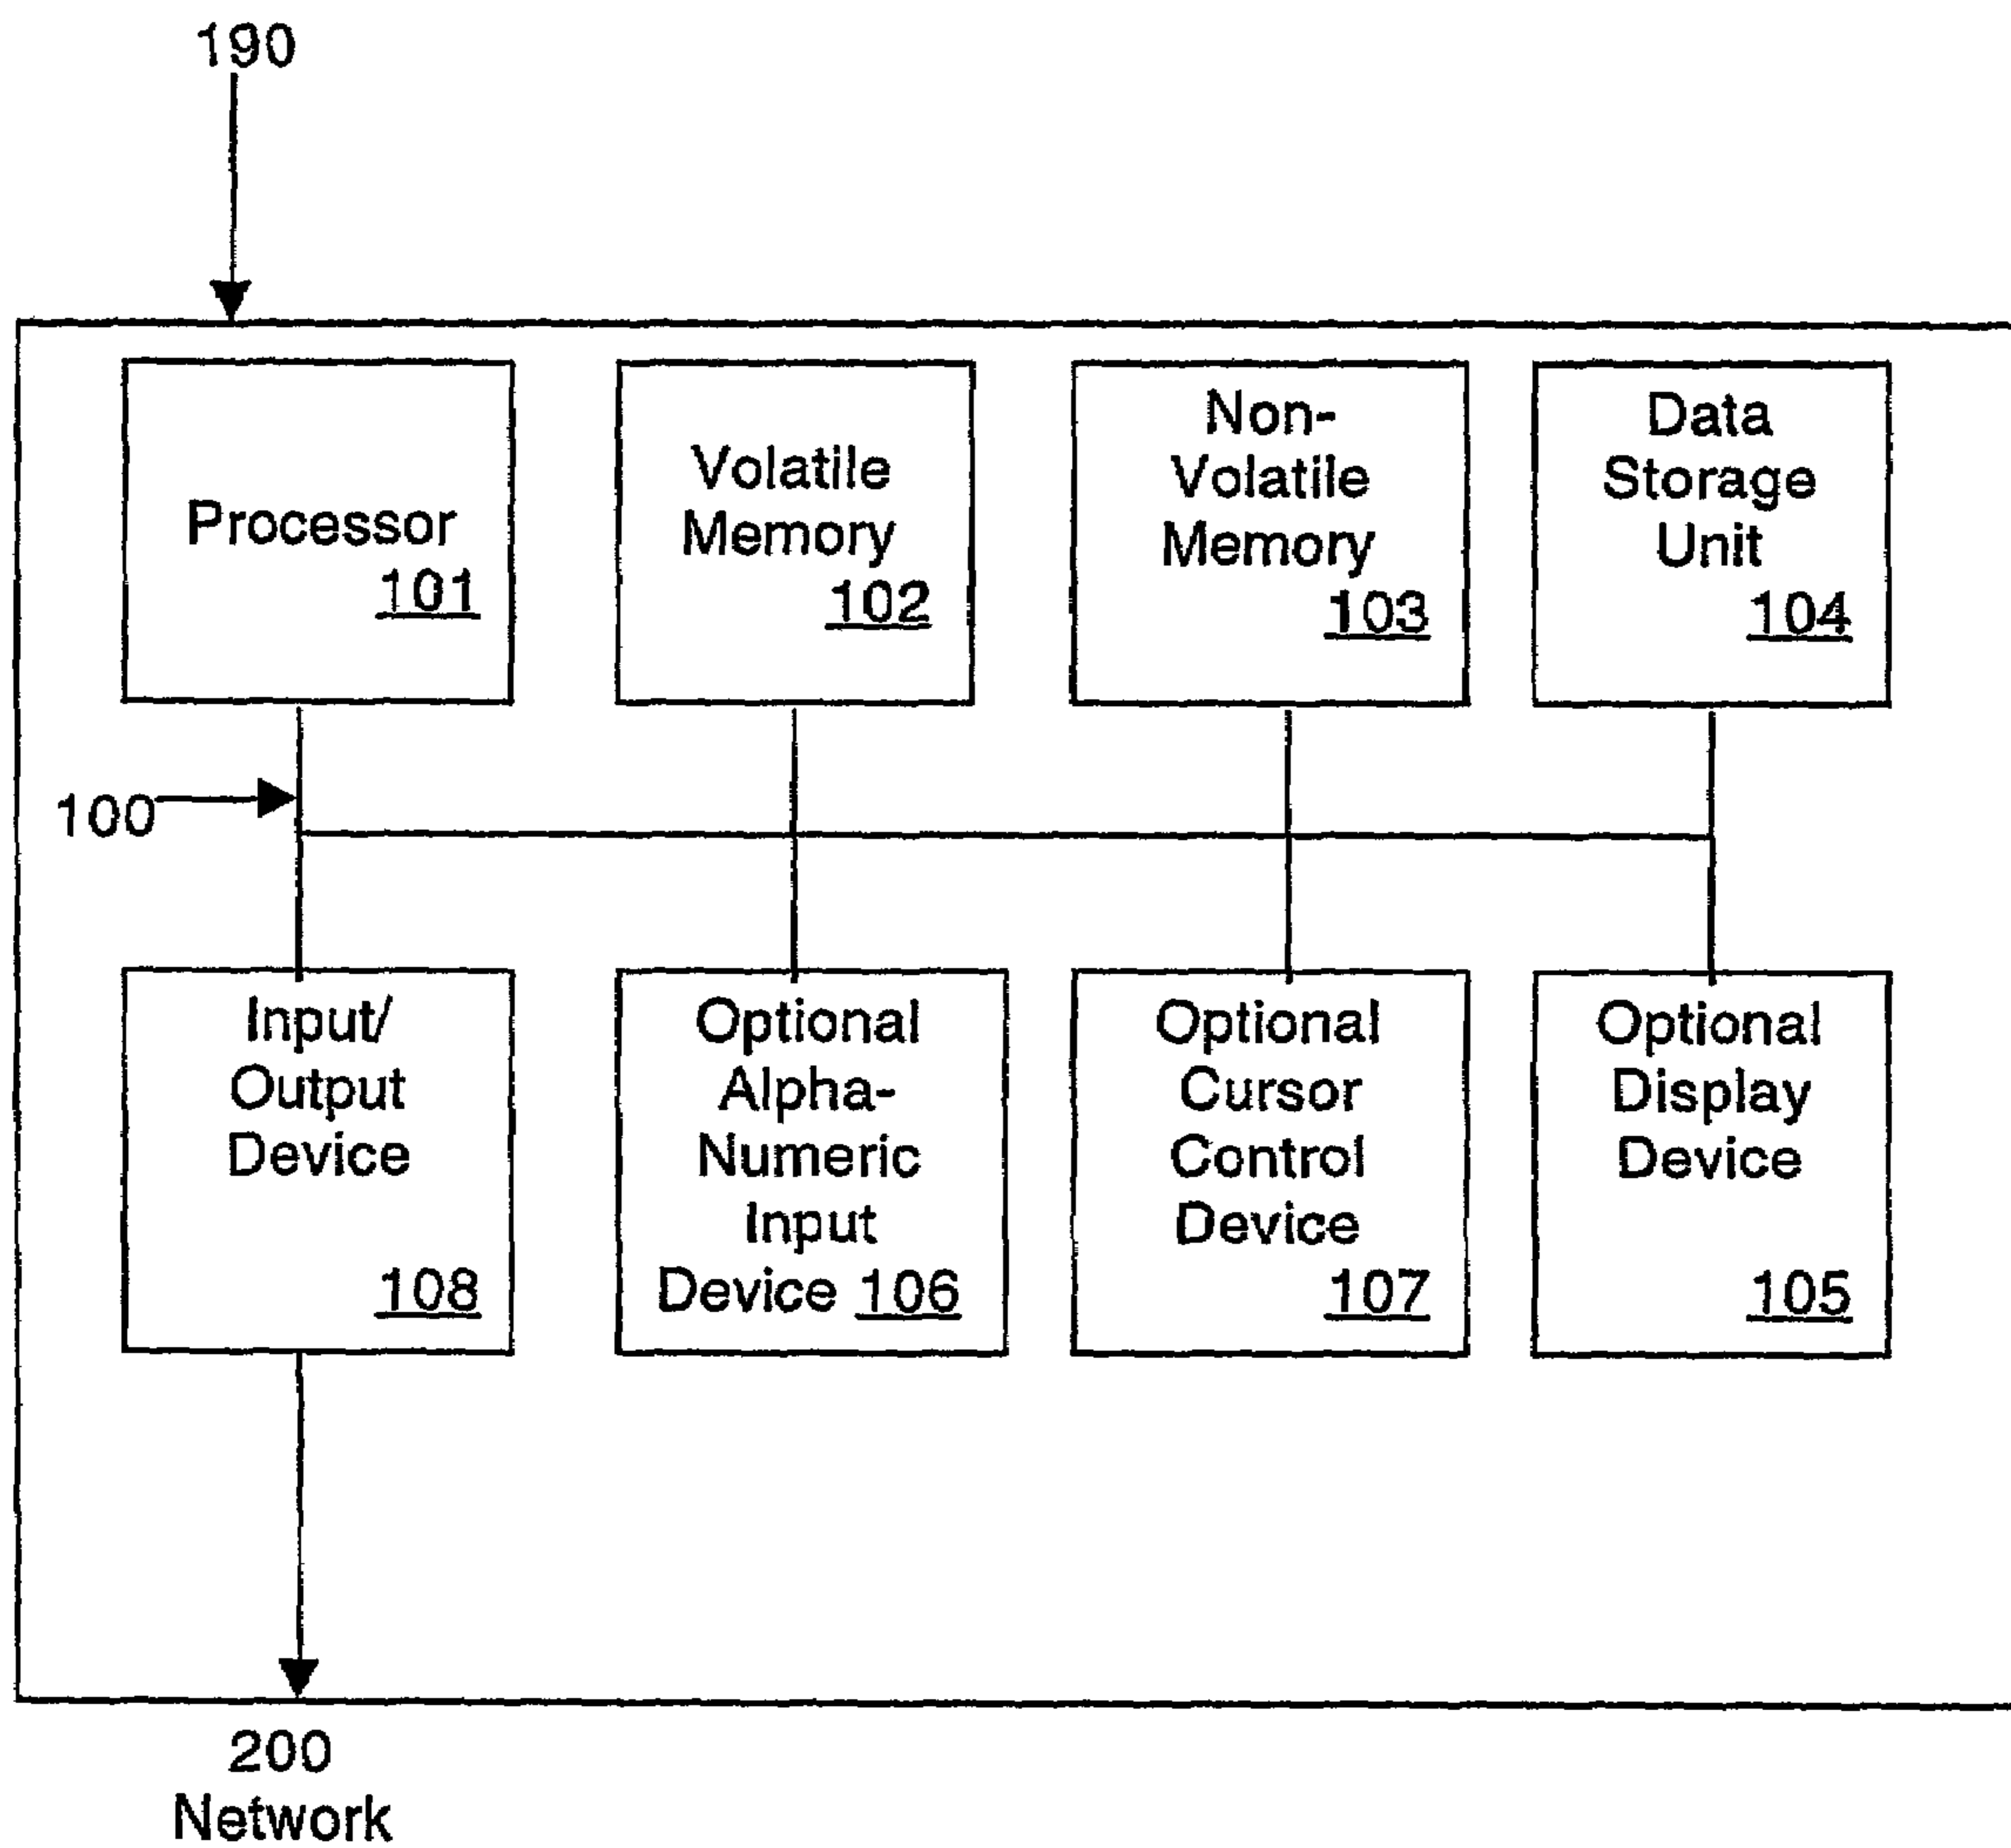 190
Processor
101
Volatile
Memory
102
Non-
Volatile
Memory
103
Data
Storage
Unit
104
100
Input/
Output
Device
108
Optional
Alpha-
Numeric
Input
Device 106
Optional
Cursor
Control
Device
107
Optional
Display
Device
105
200
Network